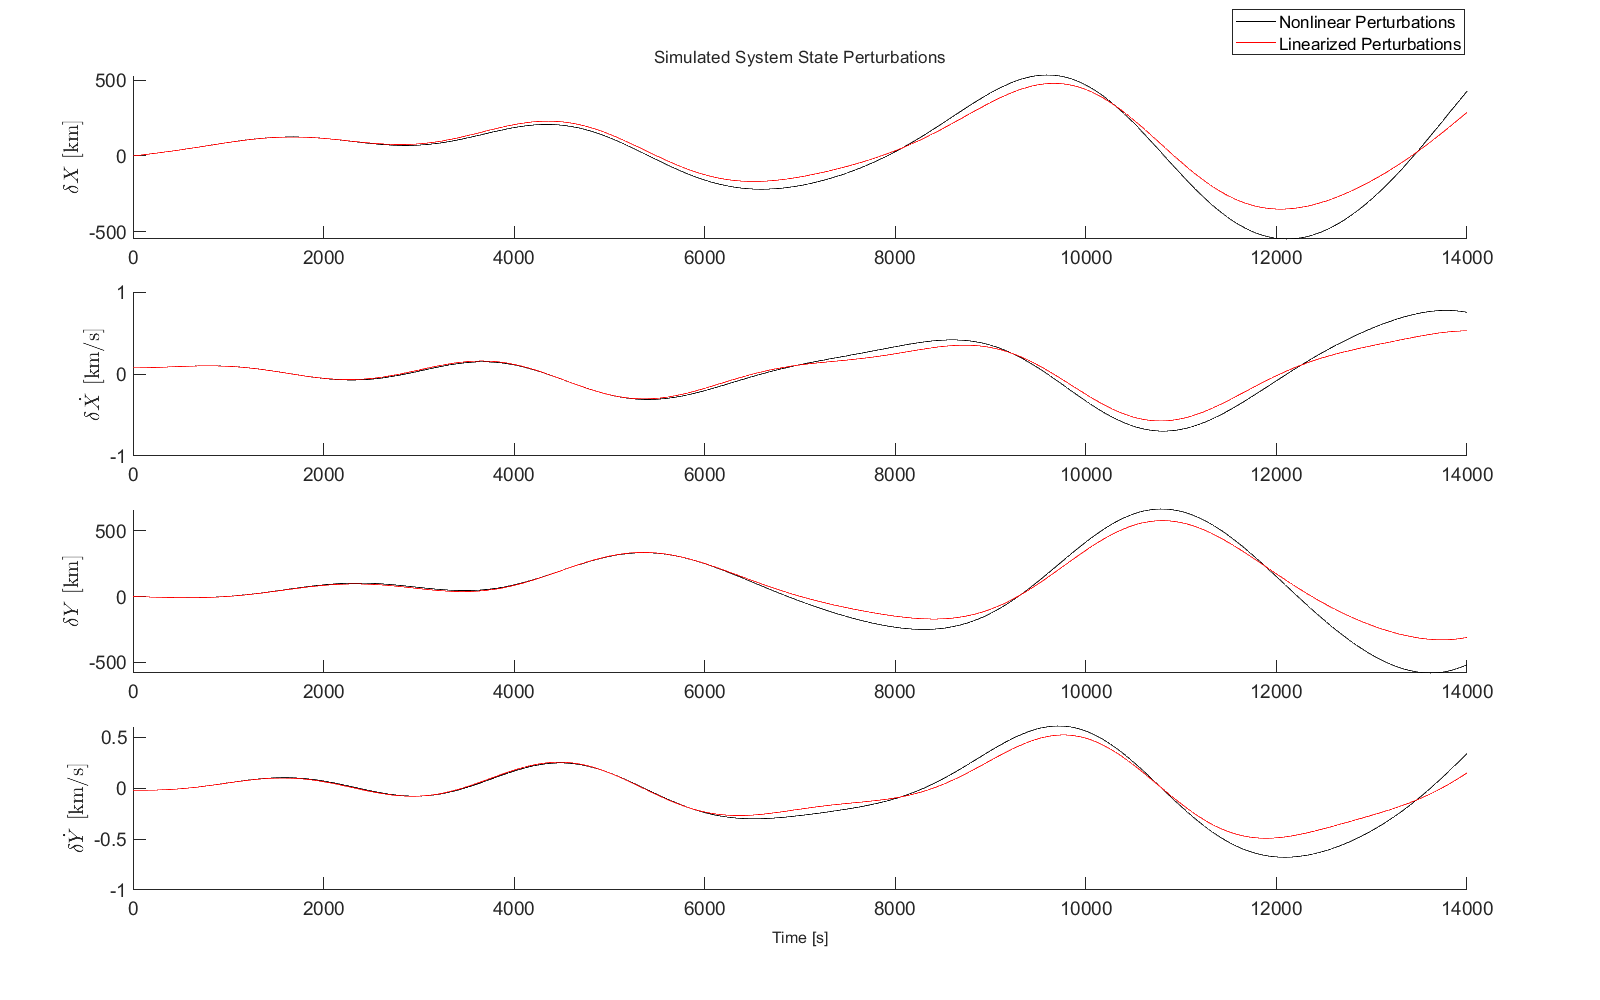 Nonlinear Perturbations
Linearized Perturbations
Simulated System State Perturbations
500
0
-500
δX [km]
0 2000 4000 6000 8000 10000 12000 14000
1
0
-1
δẊ [km/s]
0 2000 4000 6000 8000 10000 12000 14000
500
0
-500
δY [km]
0 2000 4000 6000 8000 10000 12000 14000
0.5
0
-0.5
-1
δẎ [km/s]
0 2000 4000 6000 8000 10000 12000 14000
Time [s]